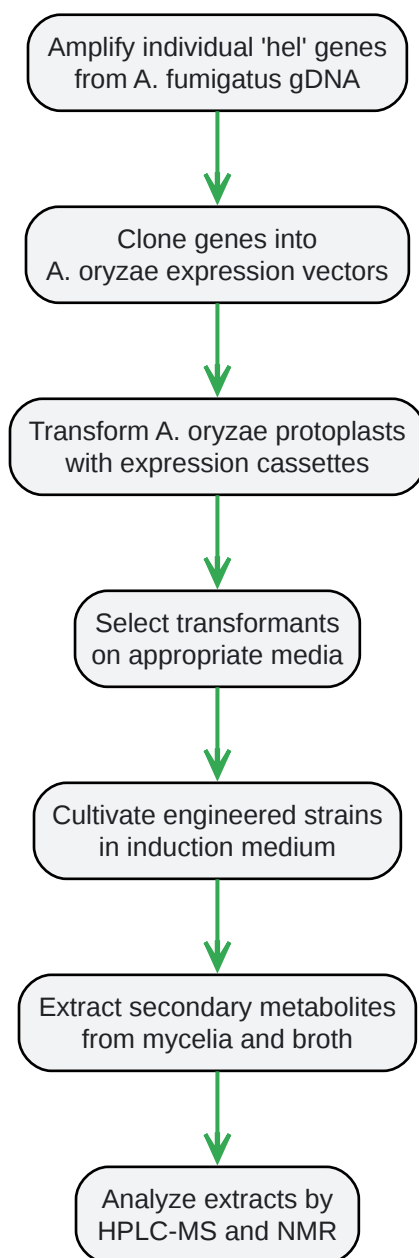 Amplify individual 'hel' genes
from A. fumigatus gDNA
Clone genes into
A. oryzae expression vectors
Transform A. oryzae protoplasts
with expression cassettes
Select transformants
on appropriate media
Cultivate engineered strains
in induction medium
Extract secondary metabolites
from mycelia and broth
Analyze extracts by
HPLC-MS and NMR